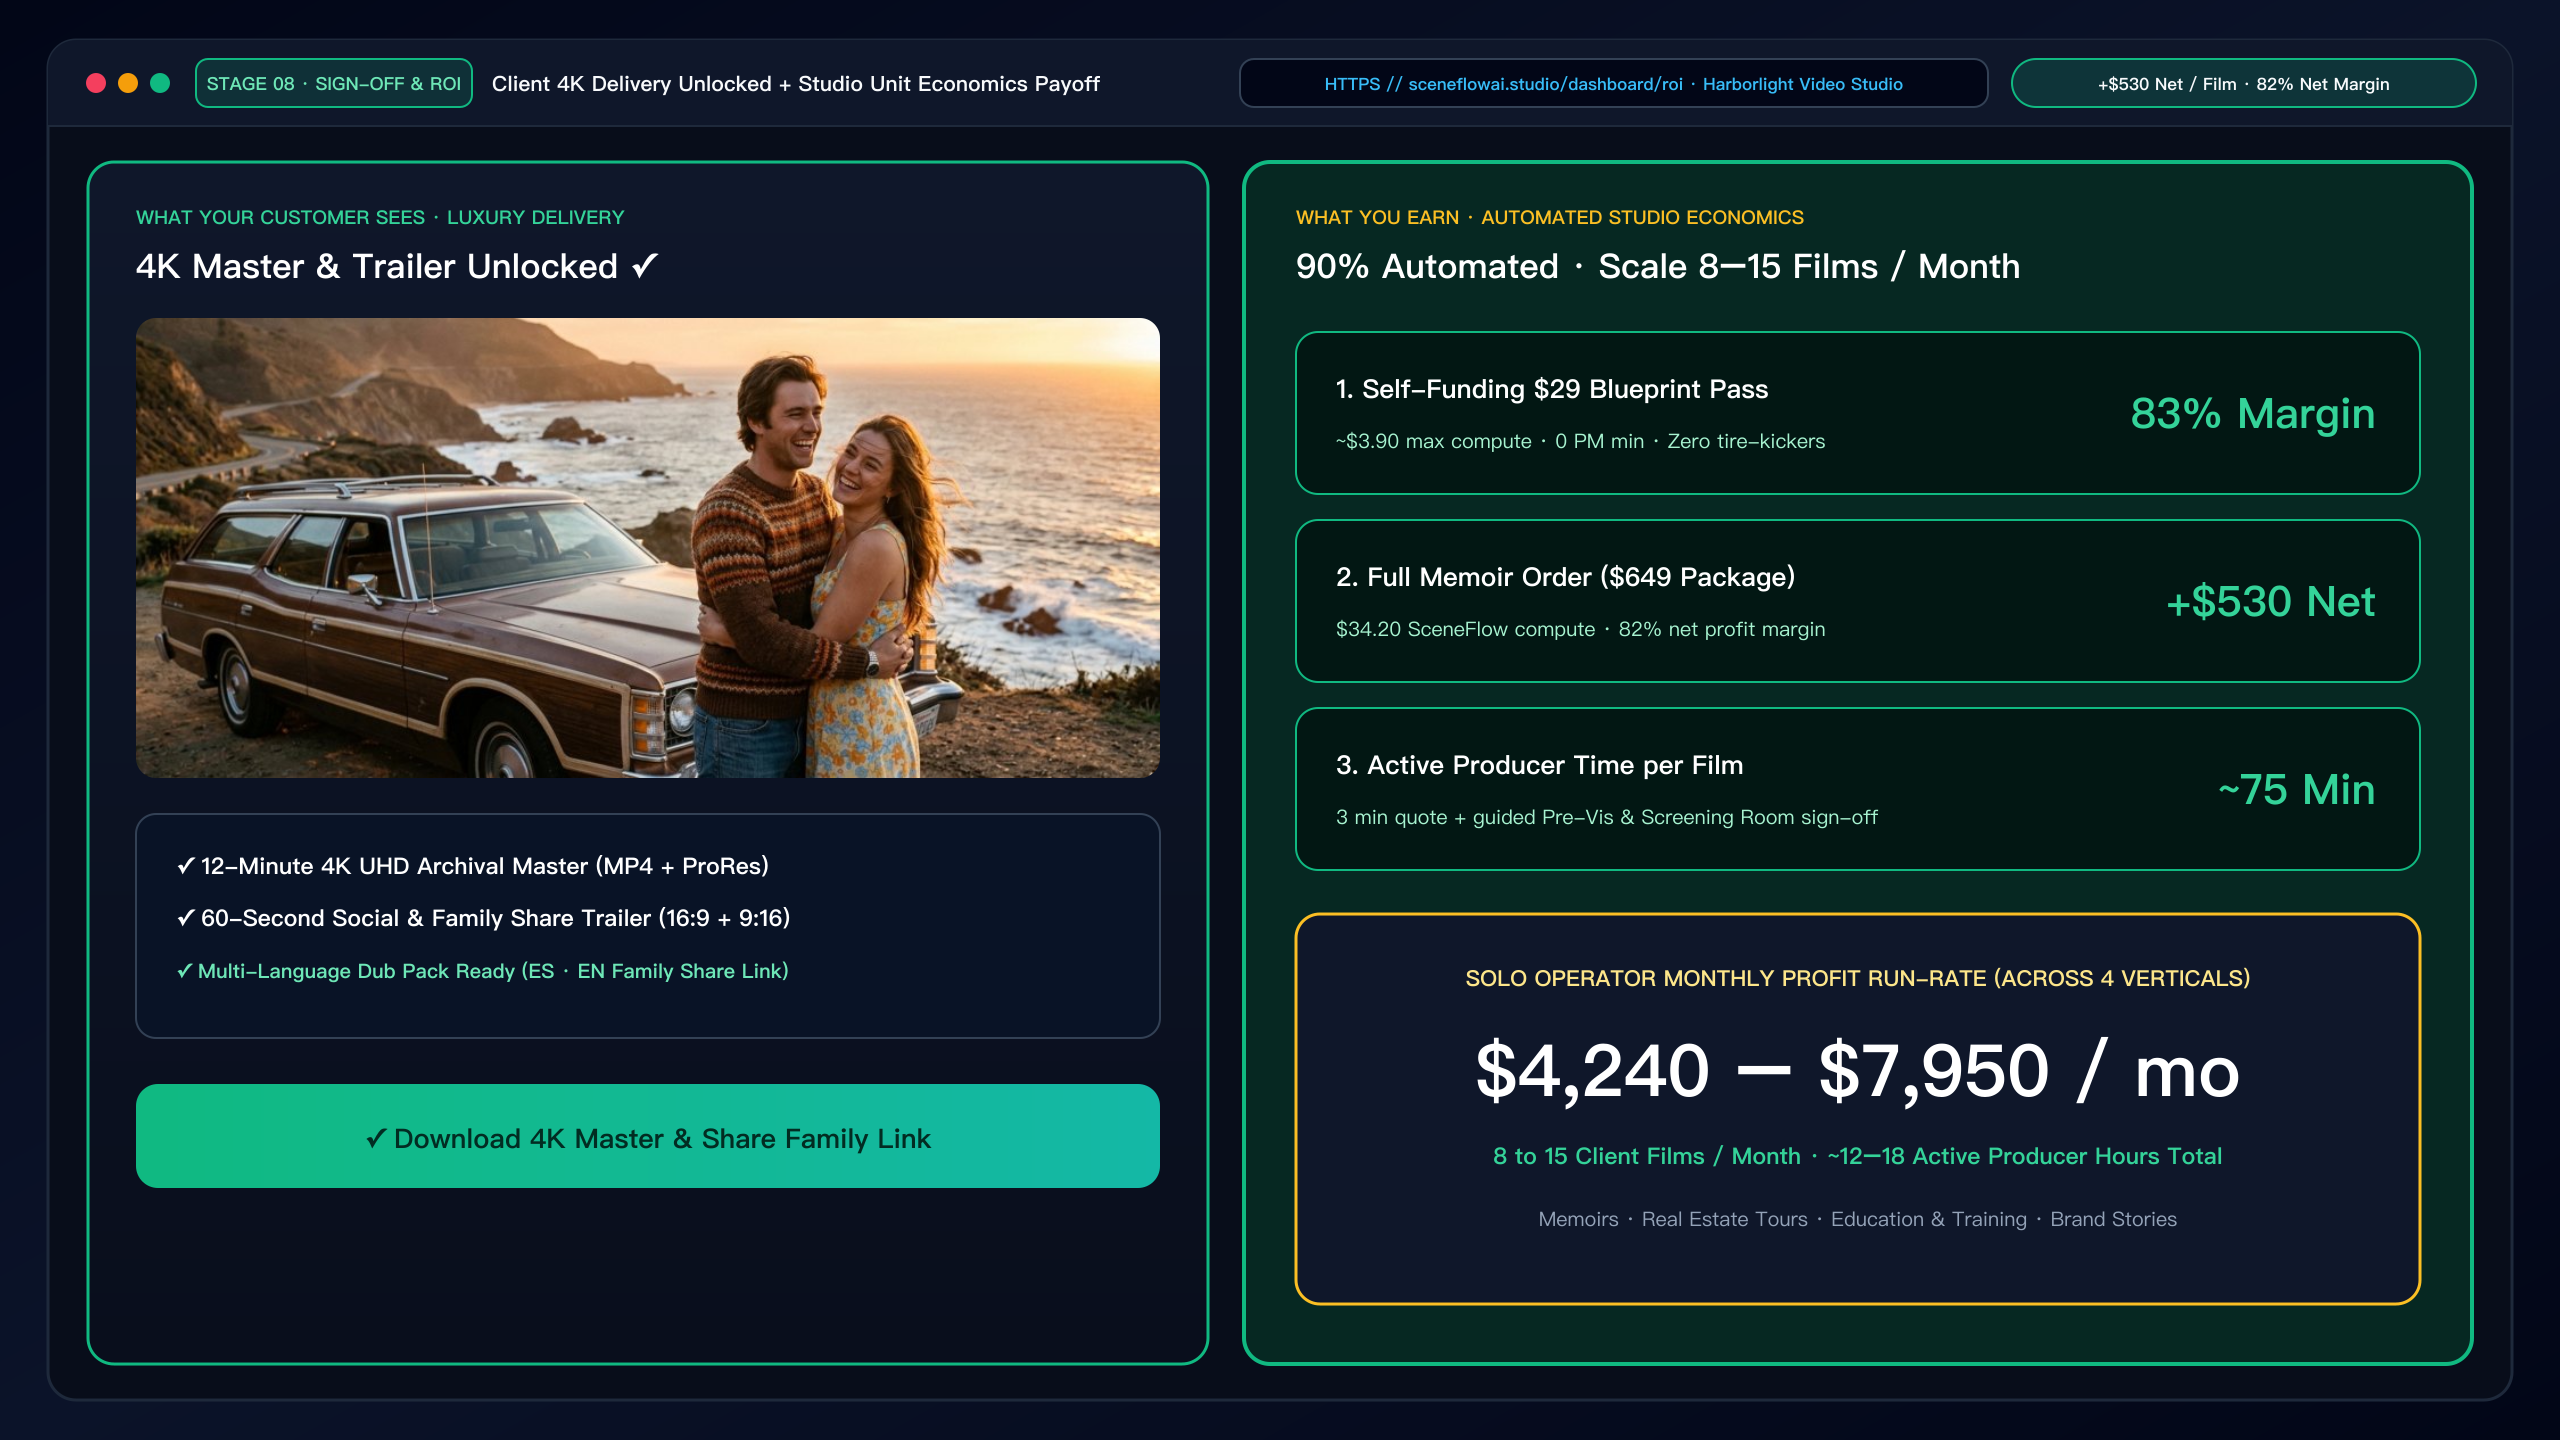 STAGE 08 · SIGN-OFF & ROI
Client 4K Delivery Unlocked + Studio Unit Economics Payoff
HTTPS // sceneflowai.studio/dashboard/roi · Harborlight Video Studio
+$530 Net / Film · 82% Net Margin
WHAT YOUR CUSTOMER SEES · LUXURY DELIVERY
4K Master & Trailer Unlocked ✓
✓ 12–Minute 4K UHD Archival Master (MP4 + ProRes)
✓ 60–Second Social & Family Share Trailer (16:9 + 9:16)
✓ Multi–Language Dub Pack Ready (ES · EN Family Share Link)
✓ Download 4K Master & Share Family Link
WHAT YOU EARN · AUTOMATED STUDIO ECONOMICS
90% Automated · Scale 8—15 Films / Month
1. Self–Funding $29 Blueprint Pass
~$3.90 max compute · 0 PM min · Zero tire–kickers
83% Margin
2. Full Memoir Order ($649 Package)
$34.20 SceneFlow compute · 82% net profit margin
+$530 Net
3. Active Producer Time per Film
3 min quote + guided Pre–Vis & Screening Room sign–off
~75 Min
SOLO OPERATOR MONTHLY PROFIT RUN–RATE (ACROSS 4 VERTICALS)
$4,240 — $7,950 / mo
8 to 15 Client Films / Month · ~12—18 Active Producer Hours Total
Memoirs · Real Estate Tours · Education & Training · Brand Stories